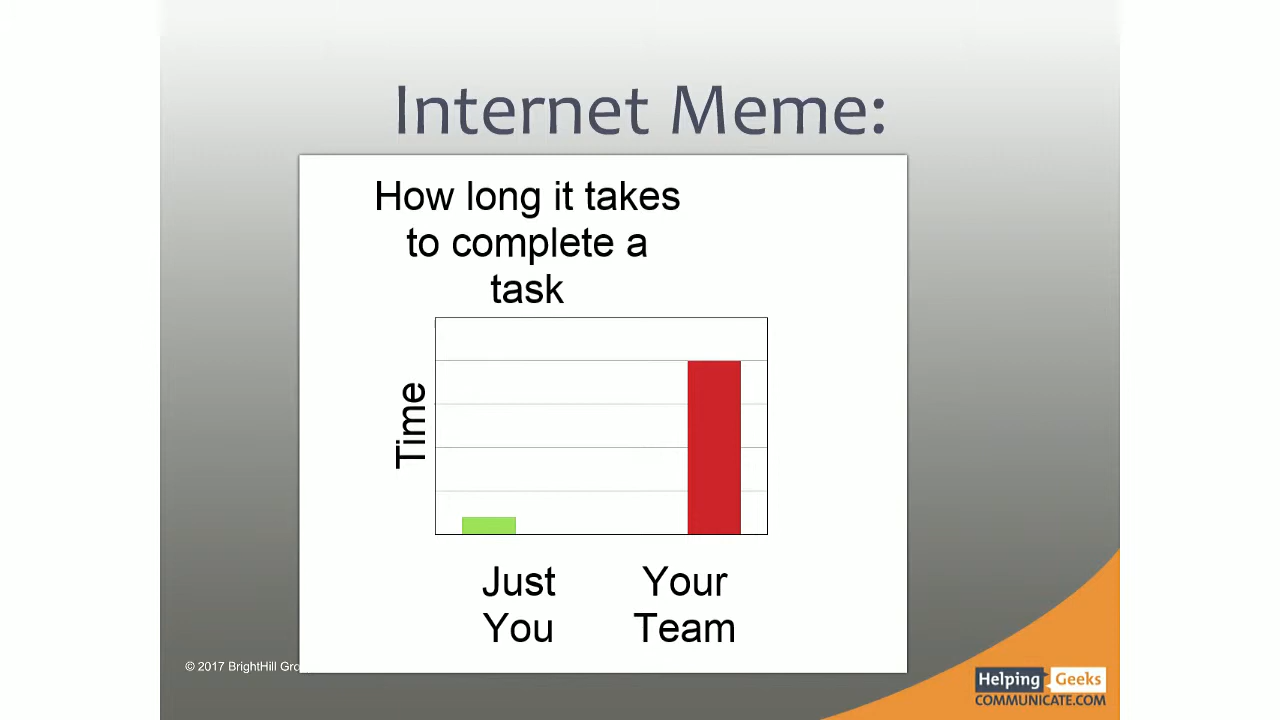 Internet Meme:
How long it takes
to complete a
task
Time
Just
You
Your
Team
© 2017 BrightHill
Helping Geeks
COMMUNICATE.COM